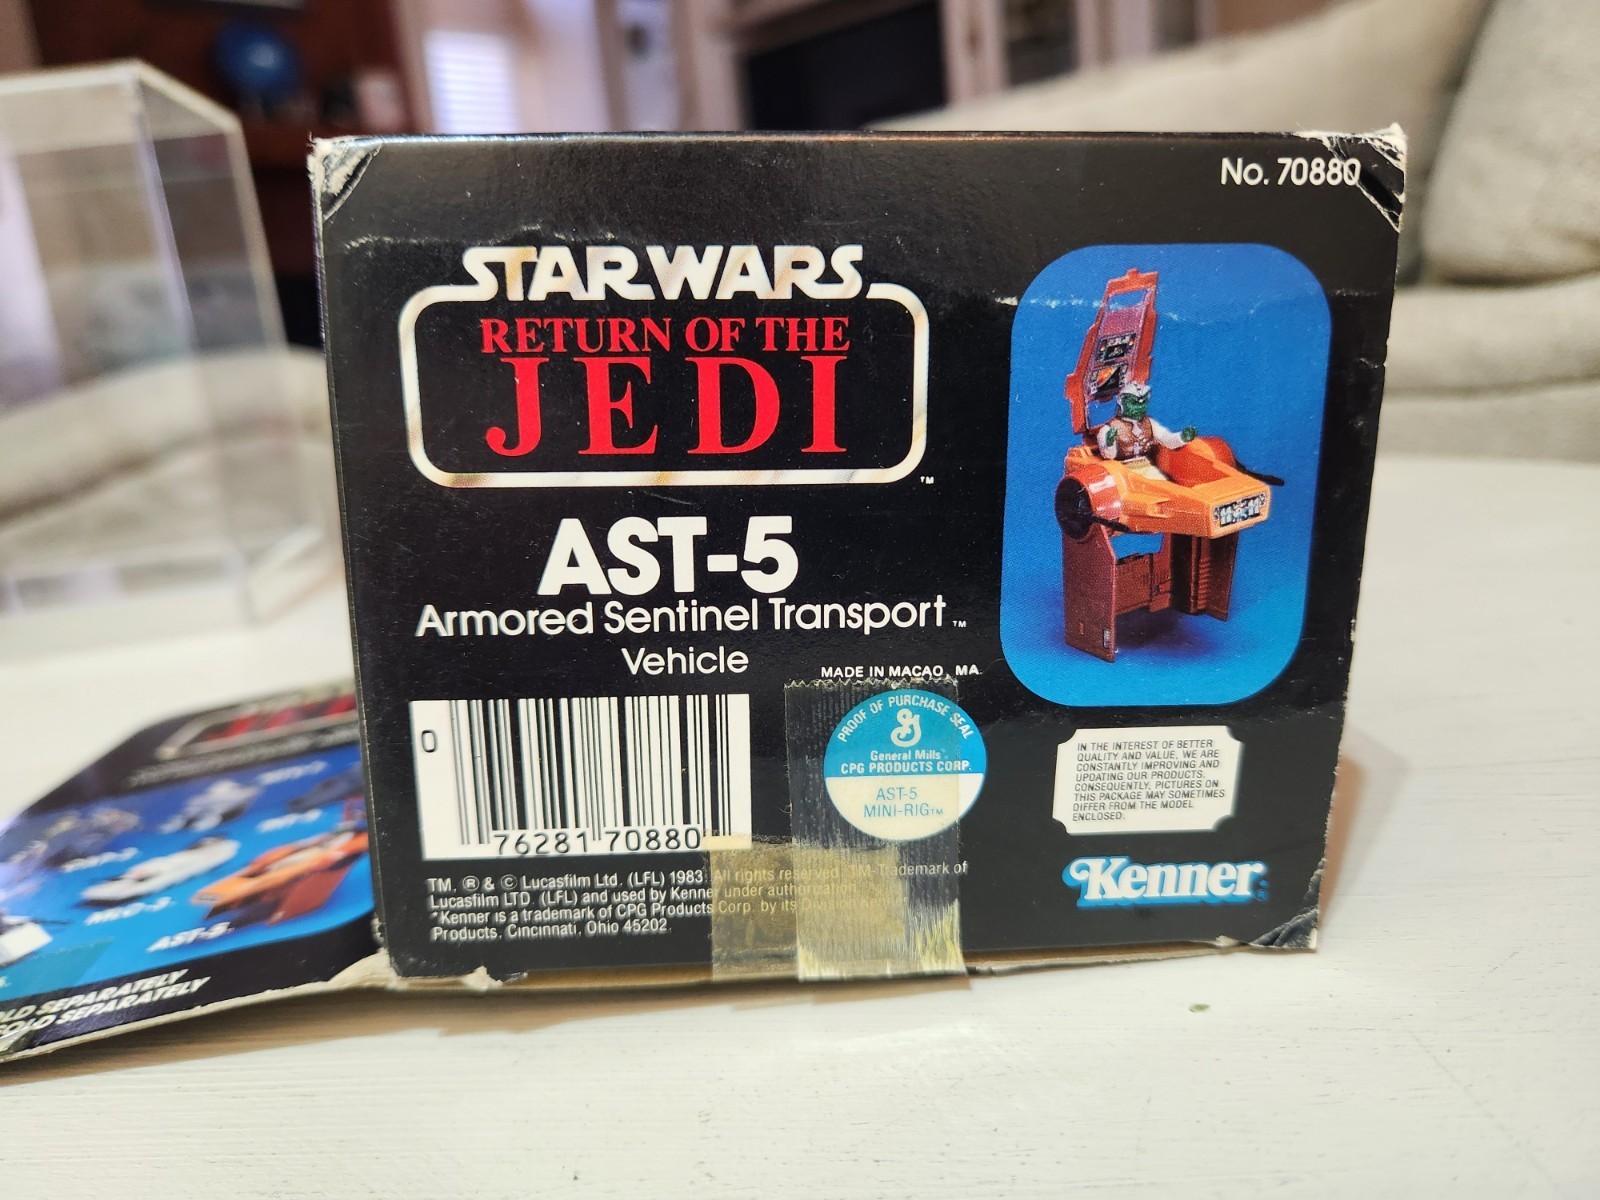 No. 70880
STAR WARS
RETURN OF THE
JEDI
TM
AST-5
Armored Sentinel Transport TM
Vehicle
MADE IN MACAO, MA
PROOF OF PURCHASE SEAL
General Mills
CPG PRODUCTS CORP.
AST-5
MINI-RIG TM
0
76281 70880
IN THE INTEREST OF BETTER
QUALITY AND VALUE, WE ARE
CONSTANTLY IMPROVING AND
UPDATING OUR PRODUCTS.
CONSEQUENTLY, PICTURES ON
THIS PACKAGE MAY SOMETIMES
DIFFER FROM THE MODEL
ENCLOSED.
Kenner®
TM, ® & © Lucasfilm Ltd. (LFL) 1983 All rights reserved. TM-Trademark of
Lucasfilm LTD. (LFL) and used by Kenner under authorization.
*Kenner is a trademark of CPG Products Corp. by its Division
Products, Cincinnati, Ohio 45202.
MLC-3
AST-5
OLD SEPARATELY
SOLD SEPARATELY